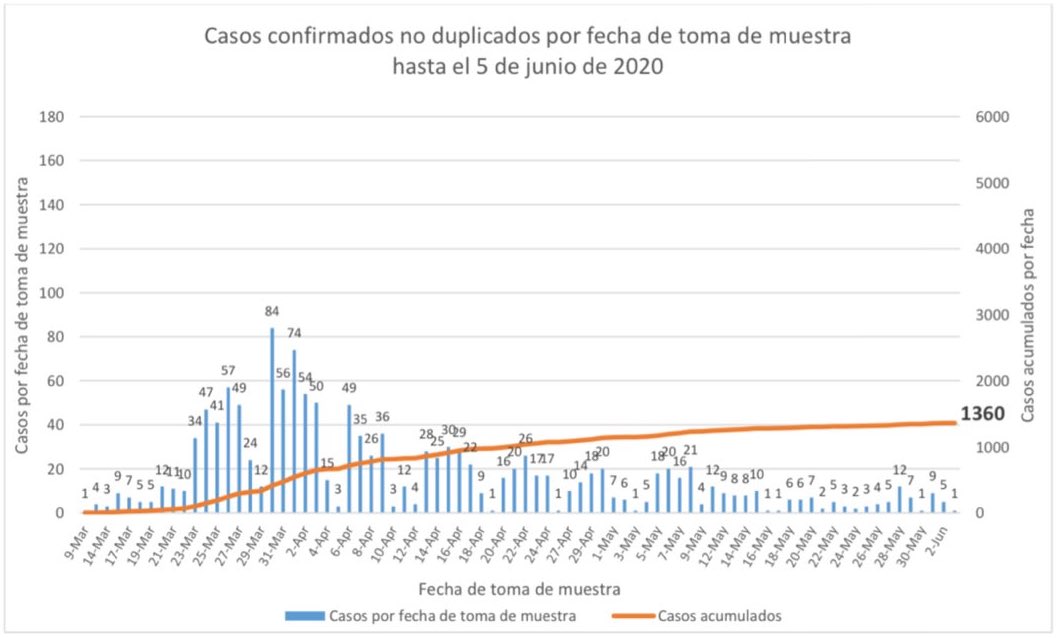 Casos confirmados no duplicados por fecha de toma de muestra
hasta el 5 de junio de 2020
Casos por fecha de toma de muestra
180
160
140
120
100
80
60
40
20
0
6000
5000
4000
3000
2000
1000
0
Casos acumulados por fecha
1 4 3 9 7 5 5 12 11 10 34 47 41 57 49 24 12 84 56 74 54 50 15 3 49 35 26 36 3 12 4 28 25 30 29 22 9 1 16 20 26 17 17 1 10 14 18 20 7 6 1 5 18 20 16 21 4 12 9 8 8 10 1 1 6 6 7 2 5 3 2 3 4 5 12 7 1 9 5 1
1360
9-Mar 14-Mar 17-Mar 19-Mar 21-Mar 23-Mar 25-Mar 27-Mar 29-Mar 31-Mar 2-Apr 4-Apr 6-Apr 8-Apr 10-Apr 12-Apr 14-Apr 16-Apr 18-Apr 20-Apr 22-Apr 24-Apr 27-Apr 29-Apr 1-May 3-May 5-May 7-May 9-May 12-May 14-May 16-May 18-May 20-May 22-May 24-May 26-May 28-May 30-May 2-Jun
Fecha de toma de muestra
Casos por fecha de toma de muestra Casos acumulados